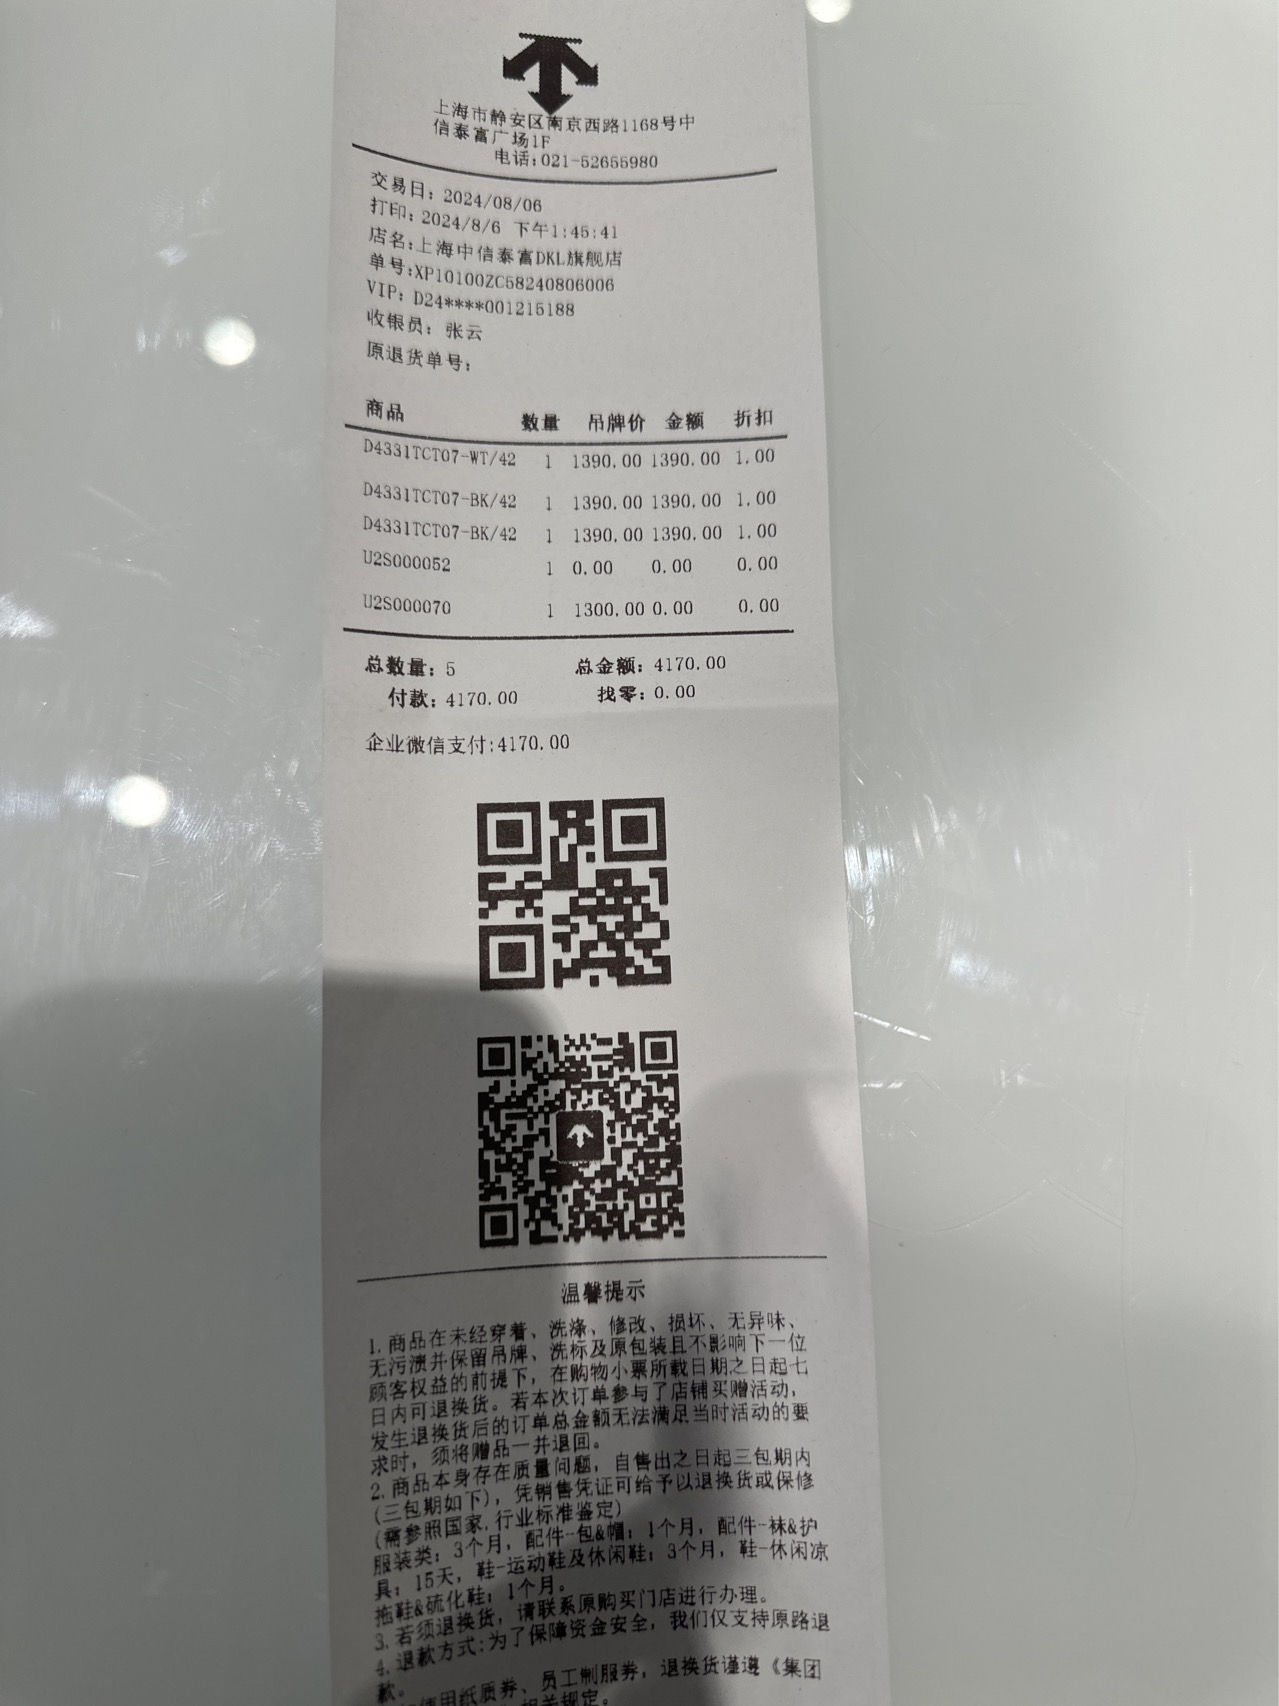 上海市静安区南京西路1168号中
信泰富广场1F
电话:021-52655980
交易日: 2024/08/06
打印: 2024/8/6 下午1:45:41
店名:上海中信泰富DKL旗舰店
单号:XP10100ZC58240806006
VIP: D24****001215188
收银员: 张云
原退货单号:
商品 数量 吊牌价 金额 折扣
D4331TCT07-WT/42 1 1390.00 1390.00 1.00
D4331TCT07-BK/42 1 1390.00 1390.00 1.00
D4331TCT07-BK/42 1 1390.00 1390.00 1.00
U2S000052 1 0.00 0.00 0.00
U2S000070 1 1300.00 0.00 0.00
总数量: 5 总金额: 4170.00
付款: 4170.00 找零: 0.00
企业微信支付:4170.00
温馨提示
1.商品在未经穿着、洗涤、修改、损坏、无异味、
无污渍并保留吊牌、洗标及原包装且不影响下一位
顾客权益的前提下，在购物小票所载日期之日起七
日内可退换货。若本次订单参与了店铺买赠活动，
发生退换货后的订单总金额无法满足当时活动的要
求时，须将赠品一并退回。
2.商品本身存在质量问题，自售出之日起三包期内
(三包期如下)，凭销售凭证可给予以退换货或保修
(需参照国家,行业标准鉴定)
服装类: 3个月，配件-包&帽: 1个月，配件-袜&护
具: 15天，鞋-运动鞋及休闲鞋: 3个月，鞋-休闲凉
拖鞋&硫化鞋: 1个月。
3.若须退换货，请联系原购买门店进行办理。
4.退款方式:为了保障资金安全，我们仅支持原路退
款。
使用纸质券、员工制服券，退换货谨遵《集团
相关规定。